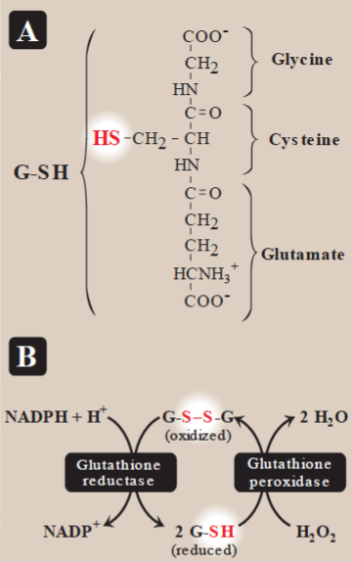 A
COO⁻
CH₂
Glycine
HN
C=O
HS-CH₂-CH
Cysteine
G-SH
HN
C=O
CH₂
CH₂
Glutamate
HCNH₃⁺
COO⁻
B
NADPH + H⁺
G-S-S-G
2 H₂O
(oxidized)
Glutathione
reductase
Glutathione
peroxidase
NADP⁺
2 G-SH
H₂O₂
(reduced)